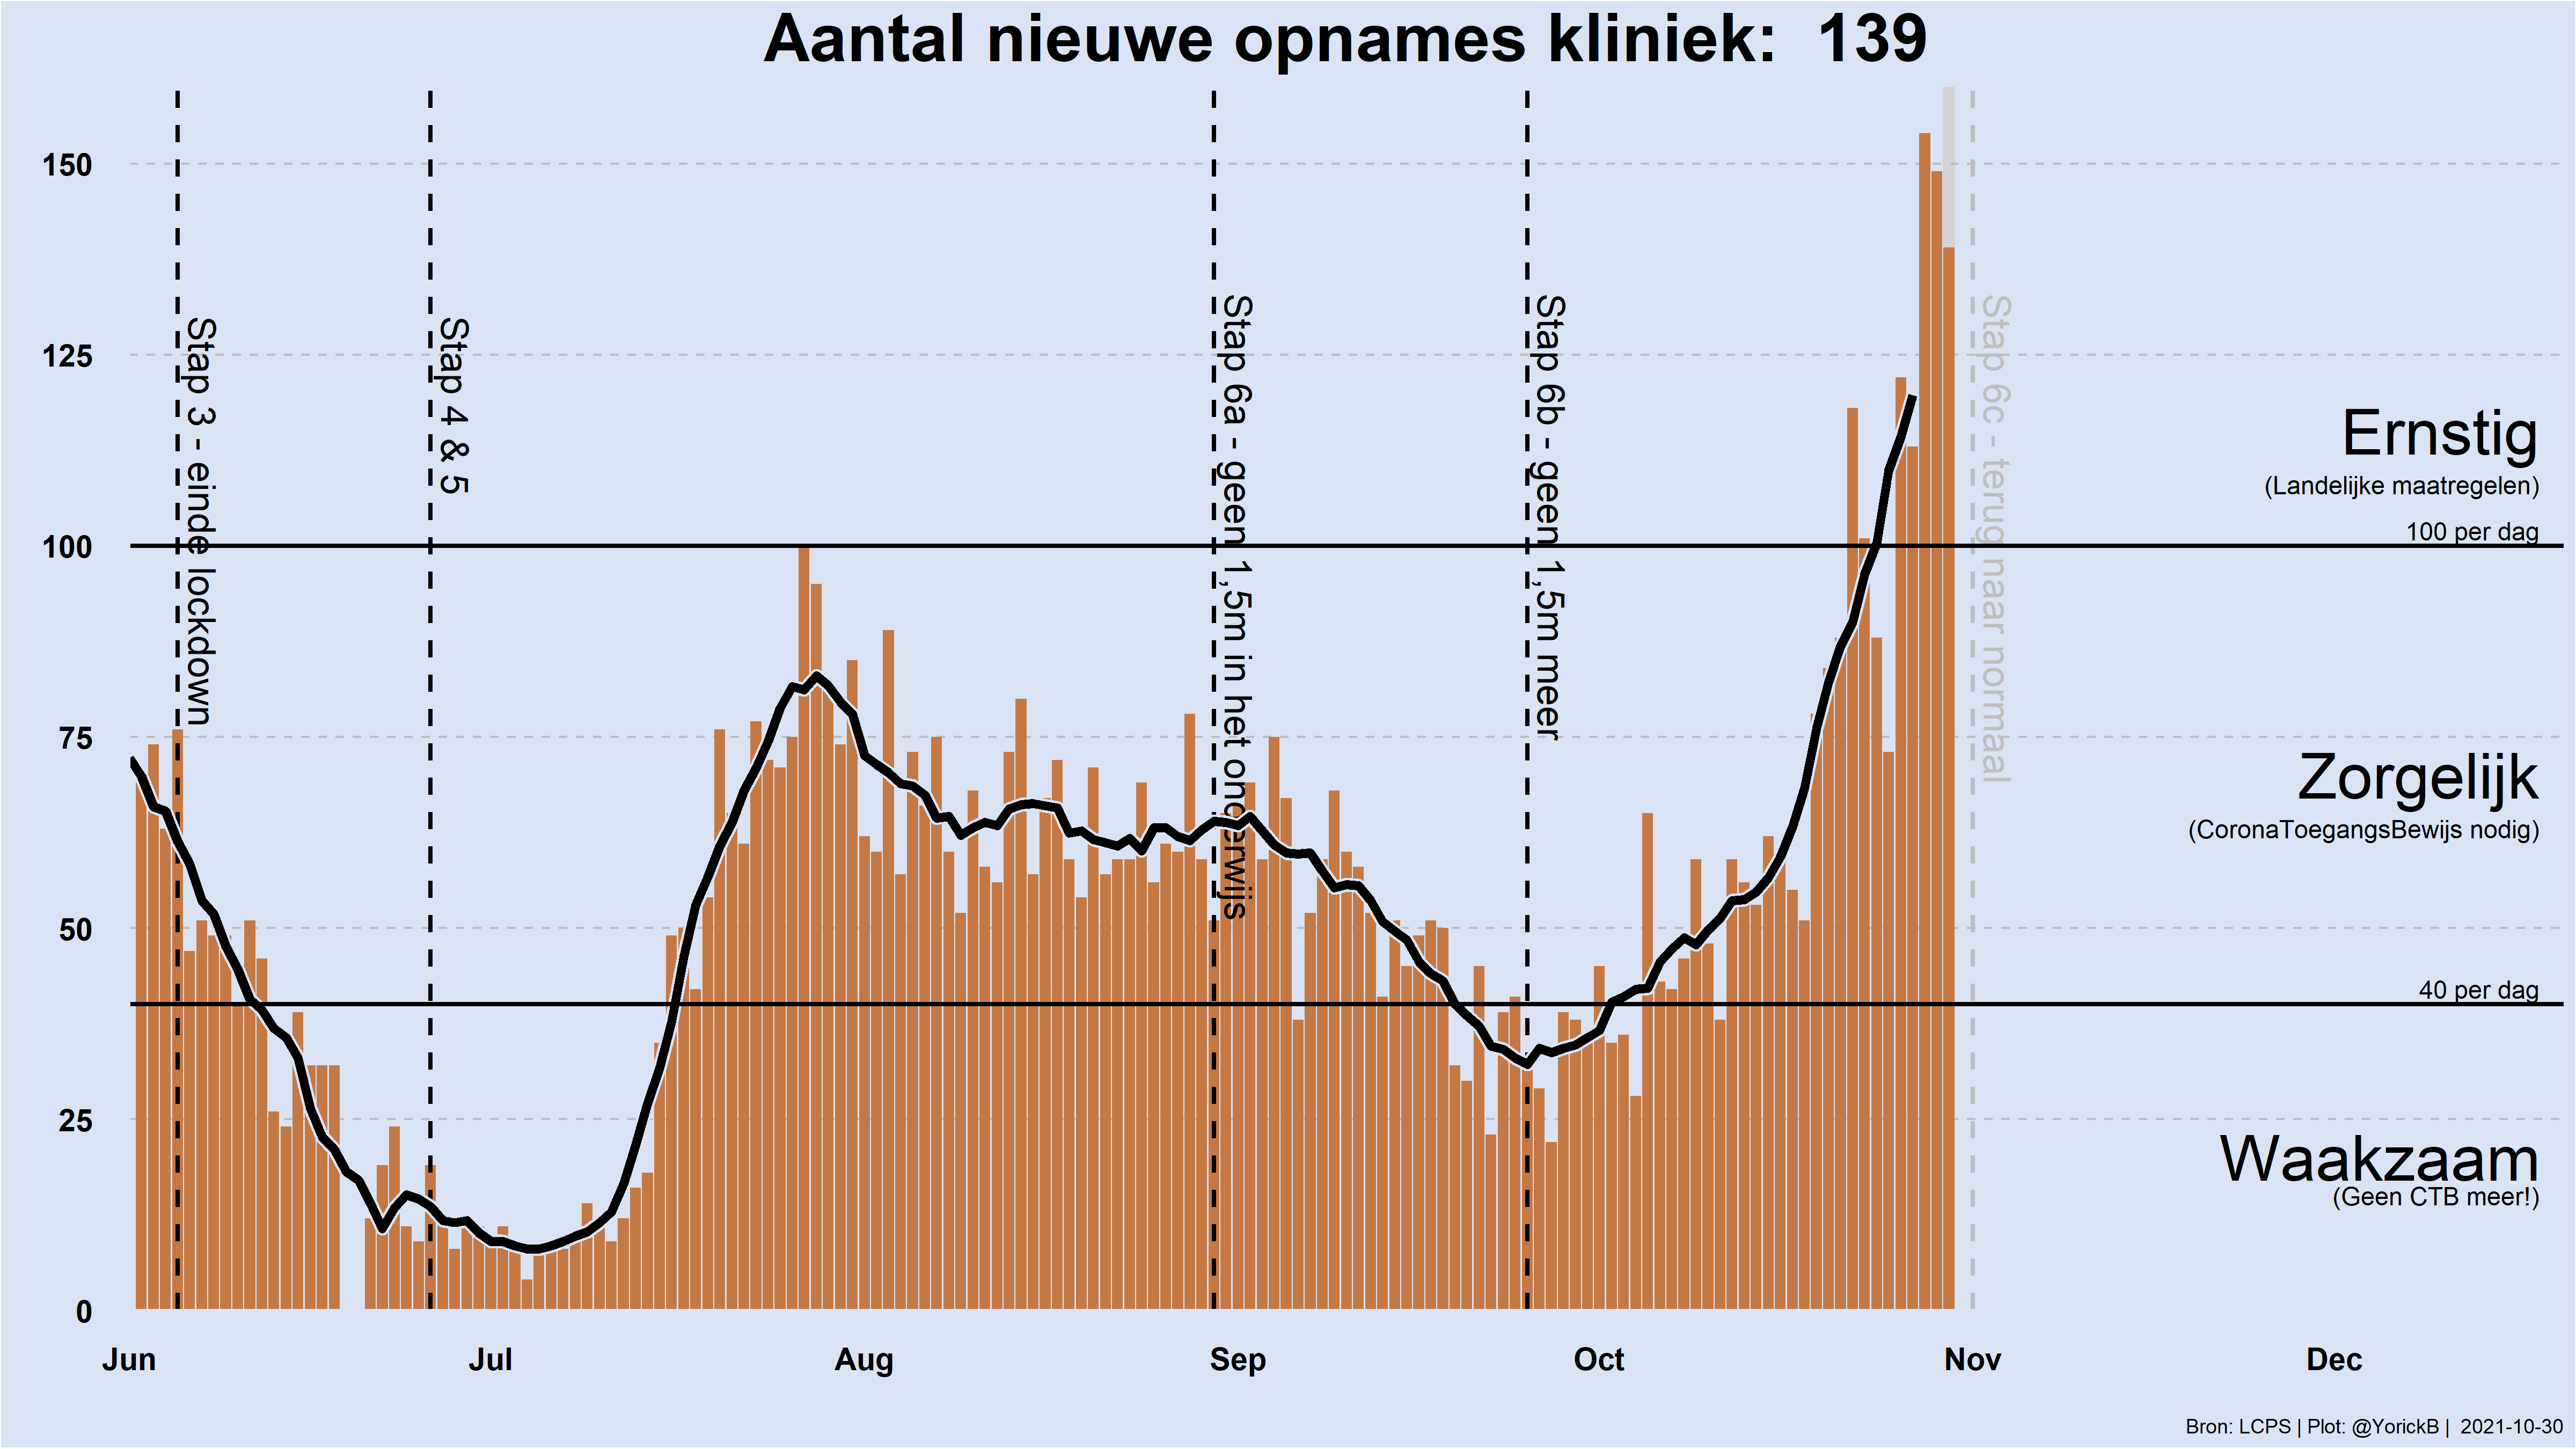 Aantal nieuwe opnames kliniek:  139
150
125
100
75
50
25
0
Stap 3 - einde lockdown
Stap 4 & 5
Stap 6a - geen 1,5m in het onderwijs
Stap 6b - geen 1,5m meer
Stap 6c - terug naar normaal
Ernstig
(Landelijke maatregelen)
100 per dag
Zorgelijk
(CoronaToegangsBewijs nodig)
40 per dag
Waakzaam
(Geen CTB meer!)
Jun Jul Aug Sep Oct Nov Dec
Bron: LCPS | Plot: @YorickB |  2021-10-30